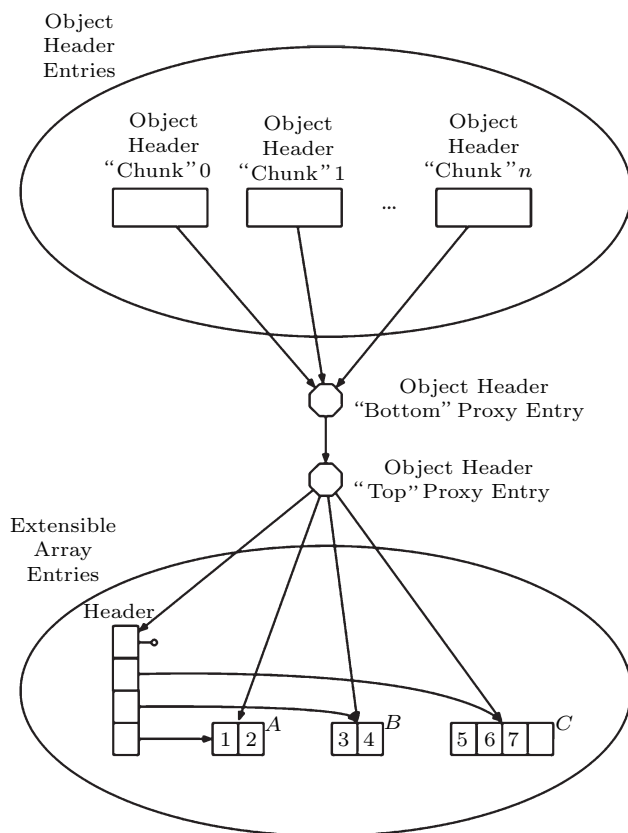 Object
Header
Entries
Object
Header
“Chunk” 0
Object
Header
“Chunk” 1
...
Object
Header
“Chunk” n
Object Header
“Bottom” Proxy Entry
Object Header
“Top” Proxy Entry
Extensible
Array
Entries
Header
1 2 A
3 4 B
5 6 7 C